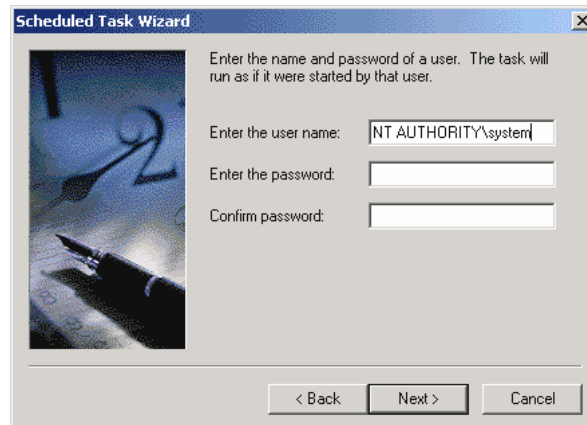 Scheduled Task Wizard
Enter the name and password of a user. The task will
run as if it were started by that user.
Enter the user name: NT AUTHORITY\system
Enter the password:
Confirm password:
< Back Next > Cancel